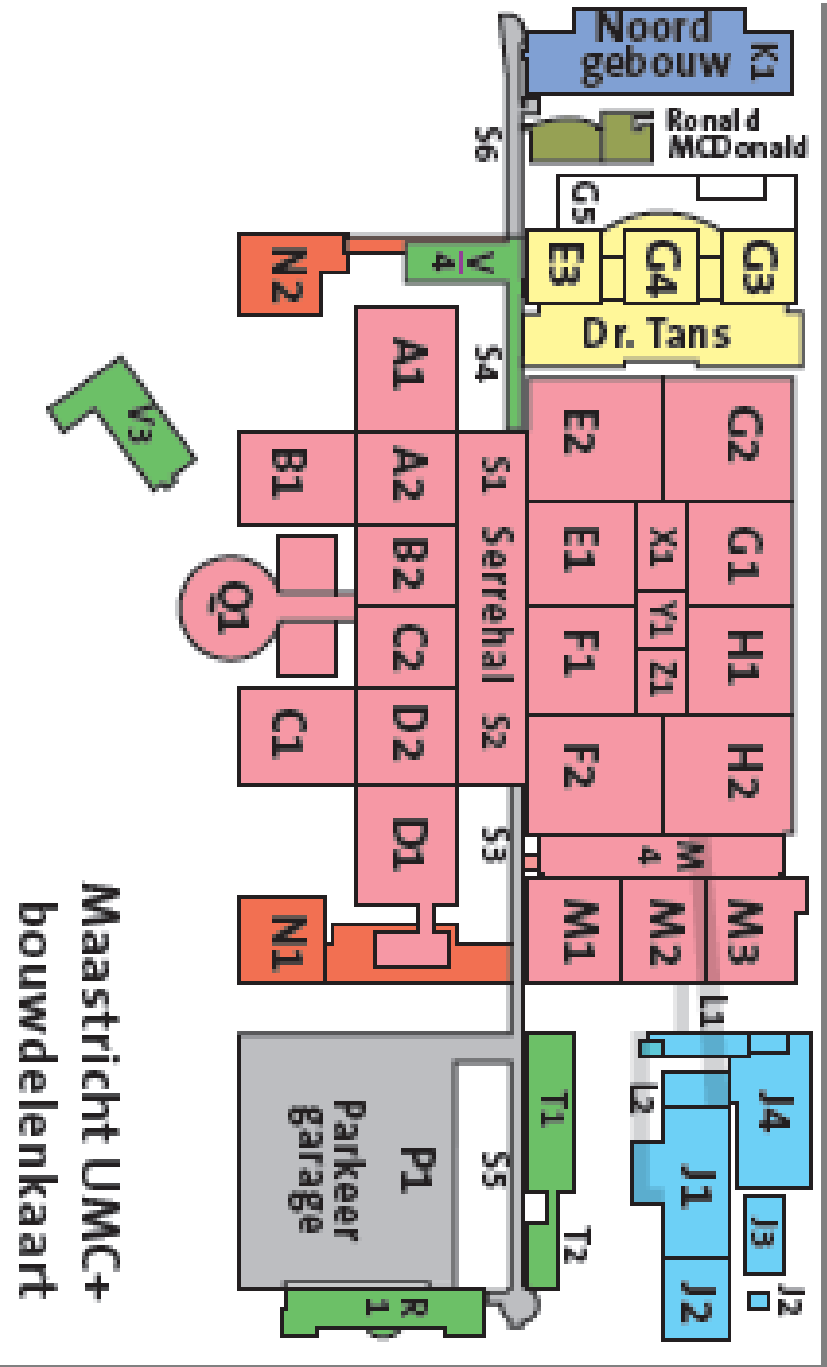 Noord
gebouw
K1
Ronald
MCDonald
S6
G5
E3
G4
G3
N2
V
4
Dr. Tans
A1
S4
V3
E2
G2
B1
A2
S1 Serrehal S2
E1
X1
G1
Q1
B2
C2
F1
Y1
Z1
H1
C1
D2
F2
H2
D1
S3
M
4
N1
M1
M2
M3
L1
L2
T1
J4
P1
Parkeer
garage
S5
J1
J3
T2
J2
J2
R
1
Maastricht UMC+
bouwdelenkaart